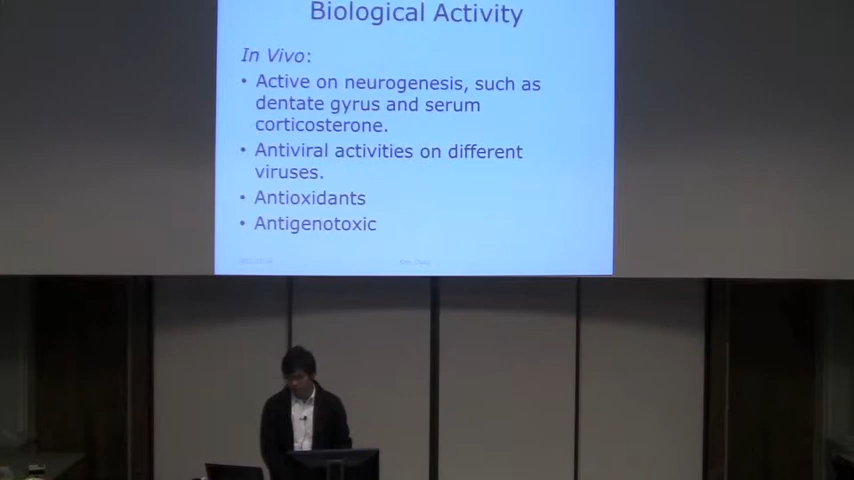 Biological Activity
In Vivo:
• Active on neurogenesis, such as
dentate gyrus and serum
corticosterone.
• Antiviral activities on different
viruses.
• Antioxidants
• Antigenotoxic